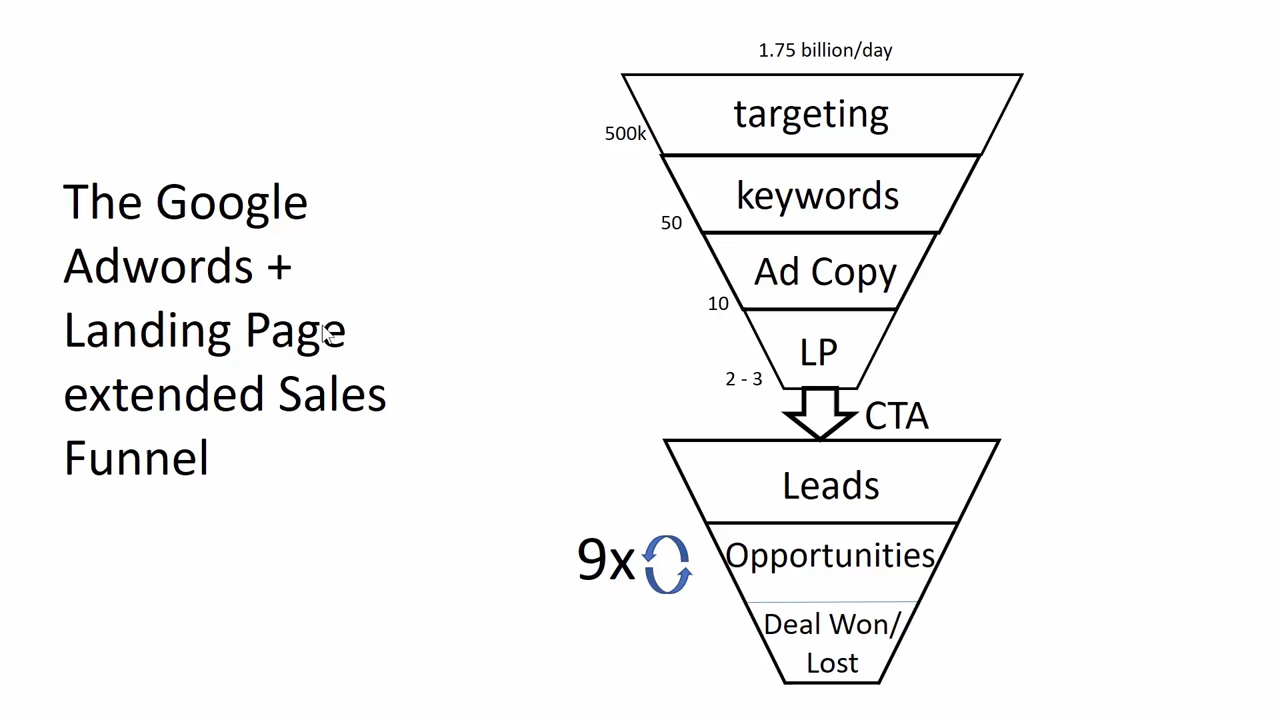 The Google
Adwords +
Landing Page
extended Sales
Funnel
1.75 billion/day
targeting
500k
keywords
50
Ad Copy
10
LP
2 - 3
CTA
Leads
9x
Opportunities
Deal Won/
Lost